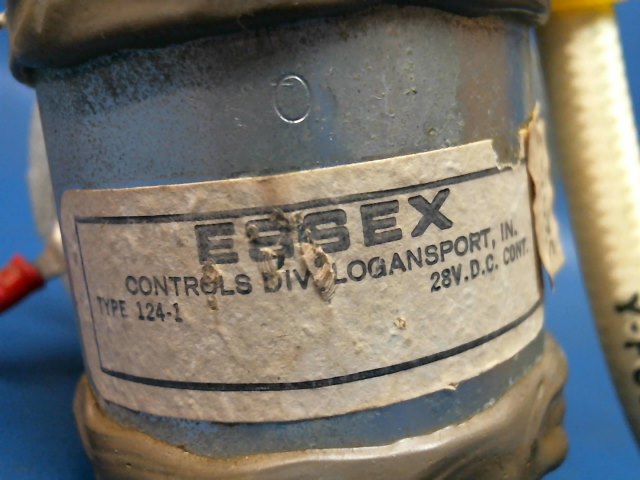 ESSEX
CONTROLS DIV. LOGANSPORT, IN.
TYPE 124-1 28V.D.C. CONT.